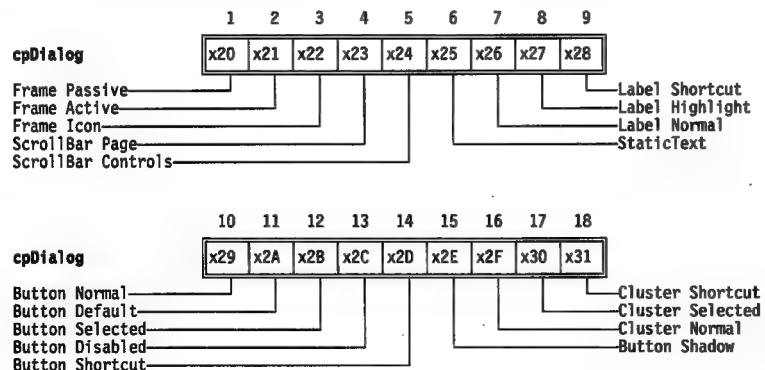 1 2 3 4 5 6 7 8 9
cpDialog x20 x21 x22 x23 x24 x25 x26 x27 x28
Frame Passive Label Shortcut
Frame Active Label Highlight
Frame Icon Label Normal
ScrollBar Page StaticText
ScrollBar Controls
10 11 12 13 14 15 16 17 18
cpDialog x29 x2A x2B x2C x2D x2E x2F x30 x31
Button Normal Cluster Shortcut
Button Default Cluster Selected
Button Selected Cluster Normal
Button Disabled Button Shadow
Button Shortcut